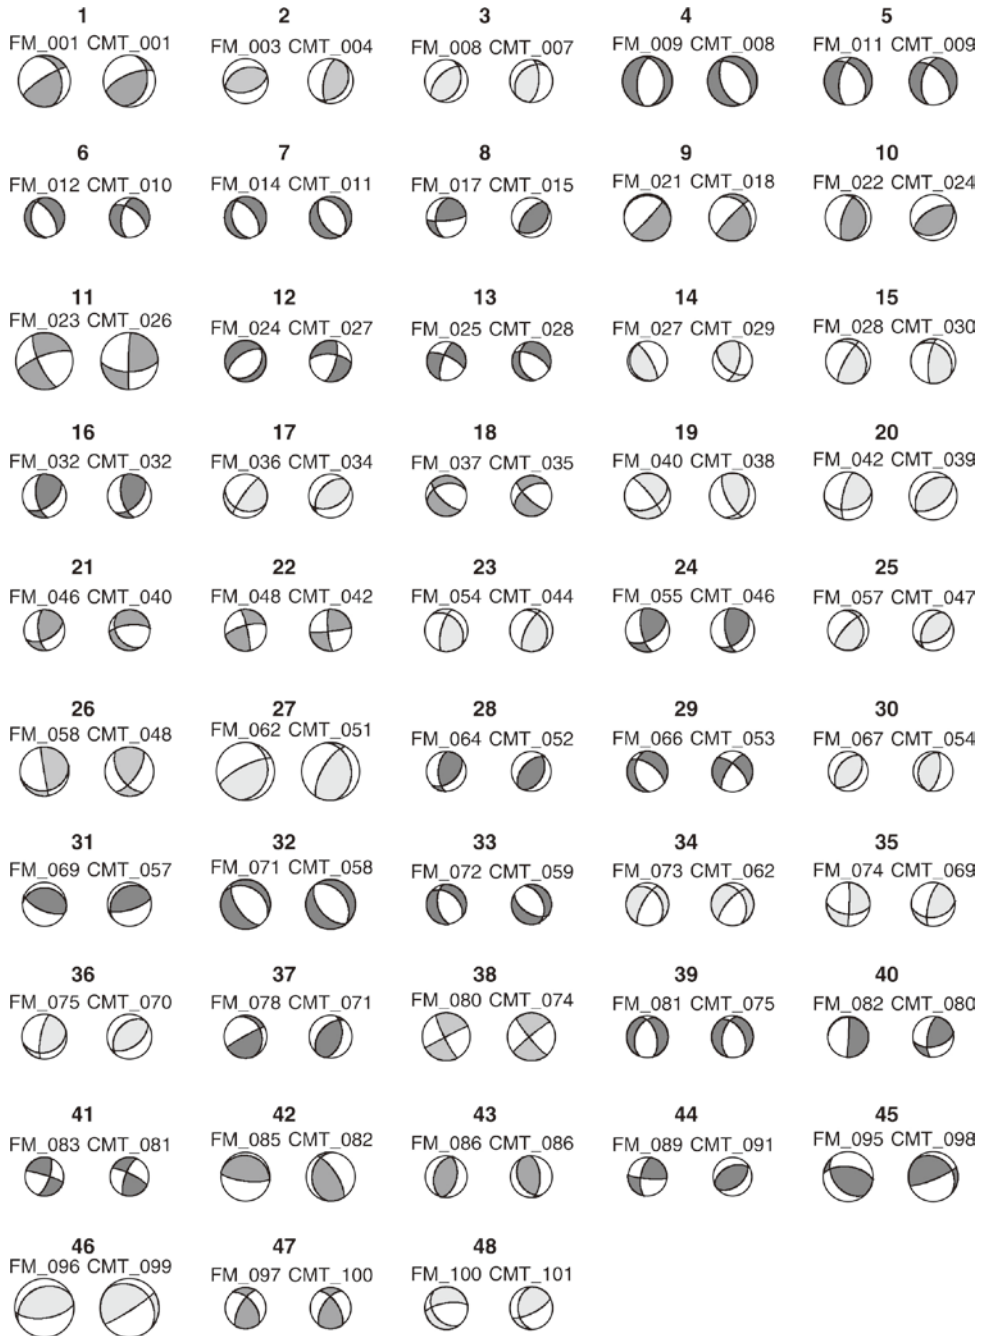 1 2 3 4 5
FM_001 CMT_001 FM_003 CMT_004 FM_008 CMT_007 FM_009 CMT_008 FM_011 CMT_009
6 7 8 9 10
FM_012 CMT_010 FM_014 CMT_011 FM_017 CMT_015 FM_021 CMT_018 FM_022 CMT_024
11 12 13 14 15
FM_023 CMT_026 FM_024 CMT_027 FM_025 CMT_028 FM_027 CMT_029 FM_028 CMT_030
16 17 18 19 20
FM_032 CMT_032 FM_036 CMT_034 FM_037 CMT_035 FM_040 CMT_038 FM_042 CMT_039
21 22 23 24 25
FM_046 CMT_040 FM_048 CMT_042 FM_054 CMT_044 FM_055 CMT_046 FM_057 CMT_047
26 27 28 29 30
FM_058 CMT_048 FM_062 CMT_051 FM_064 CMT_052 FM_066 CMT_053 FM_067 CMT_054
31 32 33 34 35
FM_069 CMT_057 FM_071 CMT_058 FM_072 CMT_059 FM_073 CMT_062 FM_074 CMT_069
36 37 38 39 40
FM_075 CMT_070 FM_078 CMT_071 FM_080 CMT_074 FM_081 CMT_075 FM_082 CMT_080
41 42 43 44 45
FM_083 CMT_081 FM_085 CMT_082 FM_086 CMT_086 FM_089 CMT_091 FM_095 CMT_098
46 47 48
FM_096 CMT_099 FM_097 CMT_100 FM_100 CMT_101